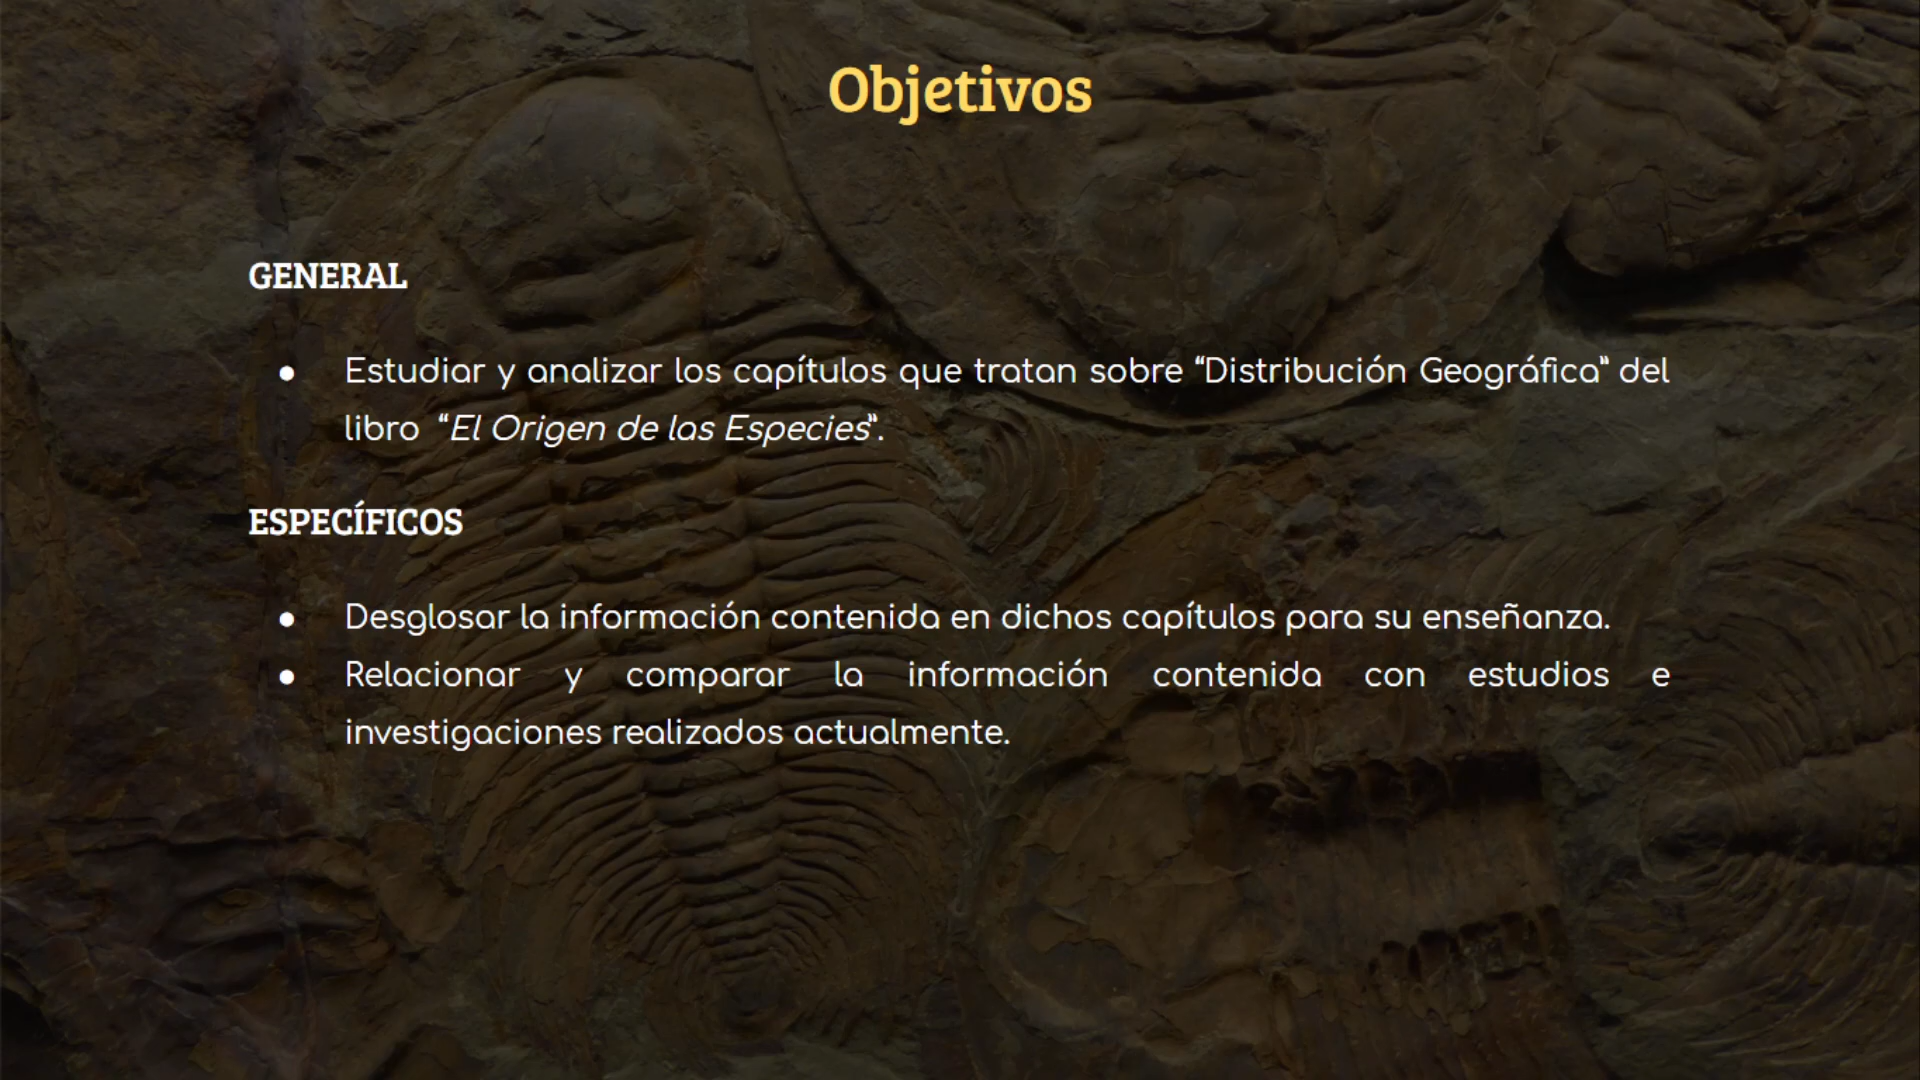 Objetivos
GENERAL
● Estudiar y analizar los capítulos que tratan sobre “Distribución Geográfica” del
libro “El Origen de las Especies”.
ESPECÍFICOS
● Desglosar la información contenida en dichos capítulos para su enseñanza.
● Relacionar y comparar la información contenida con estudios e
investigaciones realizados actualmente.